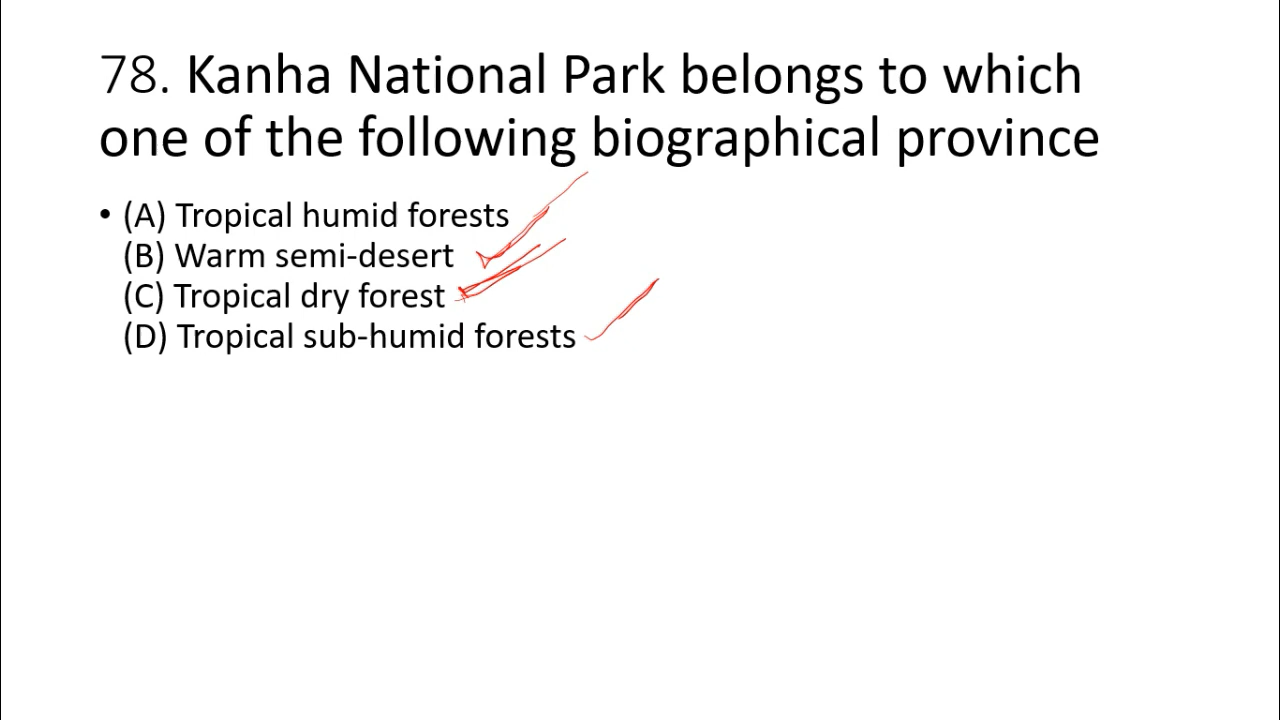 78. Kanha National Park belongs to which
one of the following biographical province
• (A) Tropical humid forests
(B) Warm semi-desert
(C) Tropical dry forest
(D) Tropical sub-humid forests